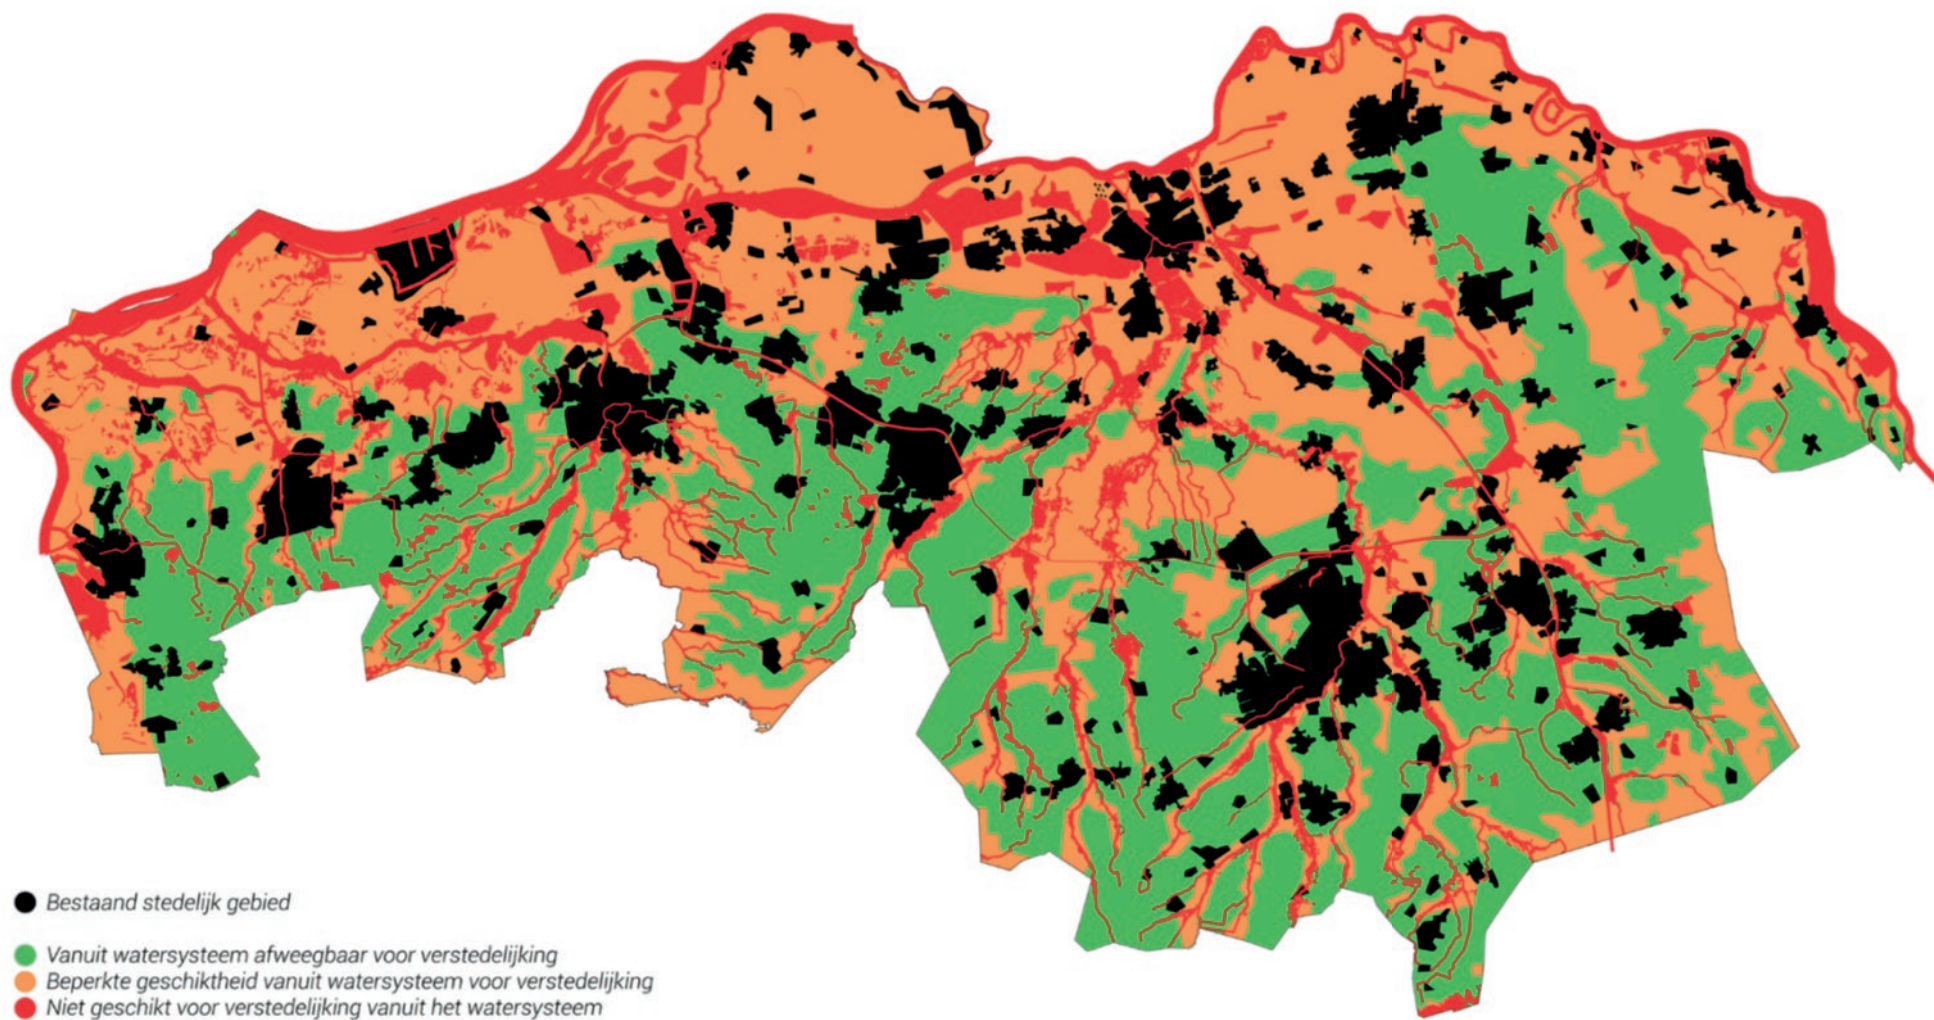 Bestaand stedelijk gebied
Vanuit watersysteem afweegbaar voor verstedelijking
Beperkte geschiktheid vanuit watersysteem voor verstedelijking
Niet geschikt voor verstedelijking vanuit het watersysteem